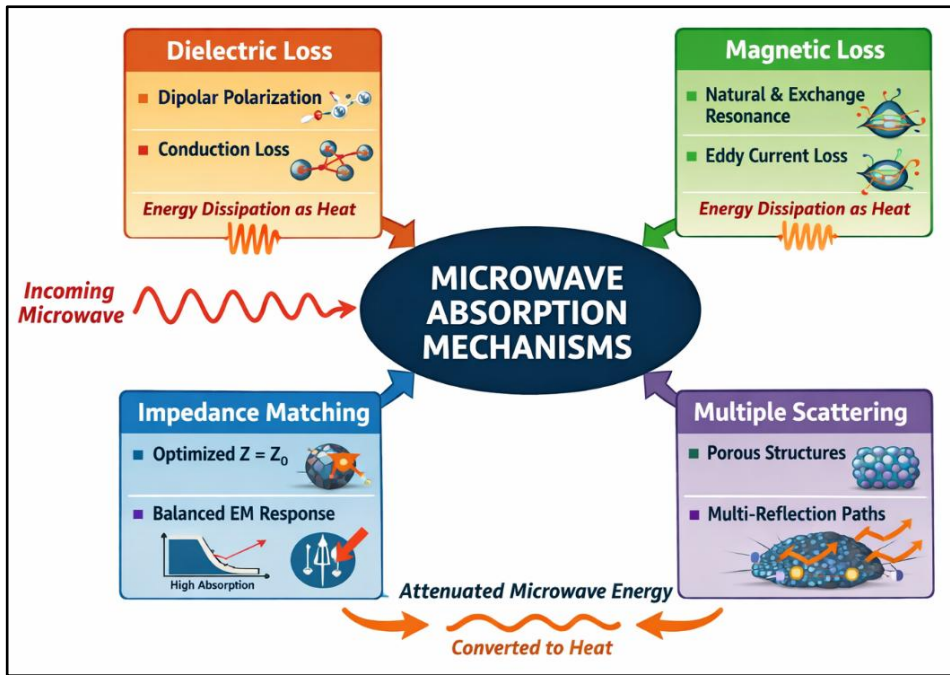 Dielectric Loss
Dipolar Polarization
Conduction Loss
Energy Dissipation as Heat
Magnetic Loss
Natural & Exchange
Resonance
Eddy Current Loss
Energy Dissipation as Heat
Incoming
Microwave
MICROWAVE
ABSORPTION
MECHANISMS
Impedance Matching
Optimized Z = Z₀
Balanced EM Response
High Absorption
Multiple Scattering
Porous Structures
Multi-Reflection Paths
Attenuated Microwave Energy
Converted to Heat